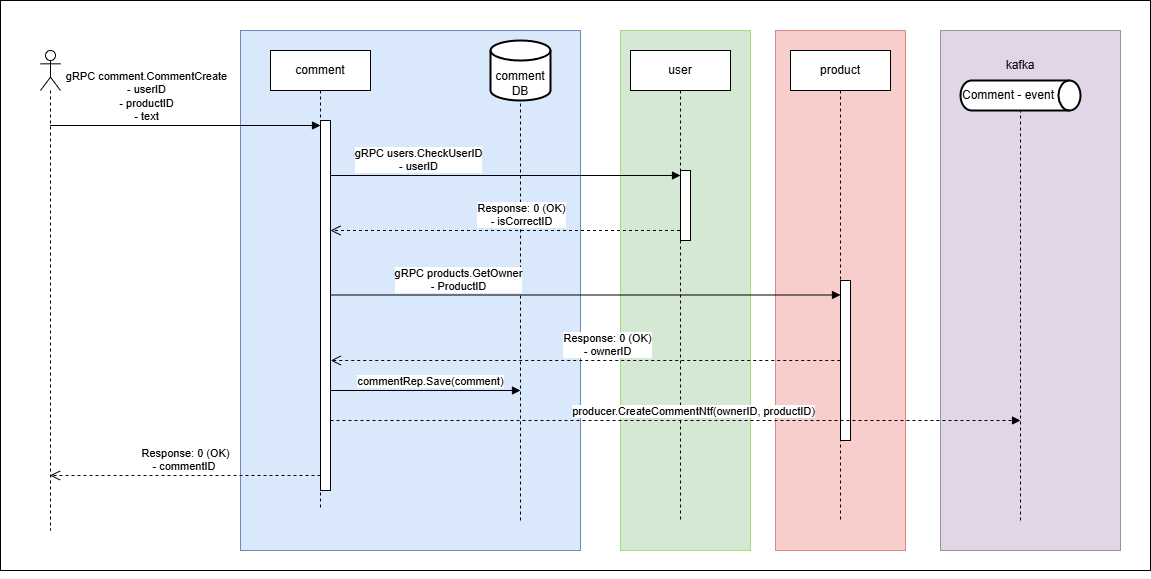 comment
comment
DB
user
product
kafka
Comment - event
gRPC comment.CommentCreate
- userID
- productID
- text
gRPC users.CheckUserID
- userID
Response: 0 (OK)
- isCorrectID
gRPC products.GetOwner
- ProductID
Response: 0 (OK)
- ownerID
commentRep.Save(comment)
producer.CreateCommentNtf(ownerID, productID)
Response: 0 (OK)
- commentID